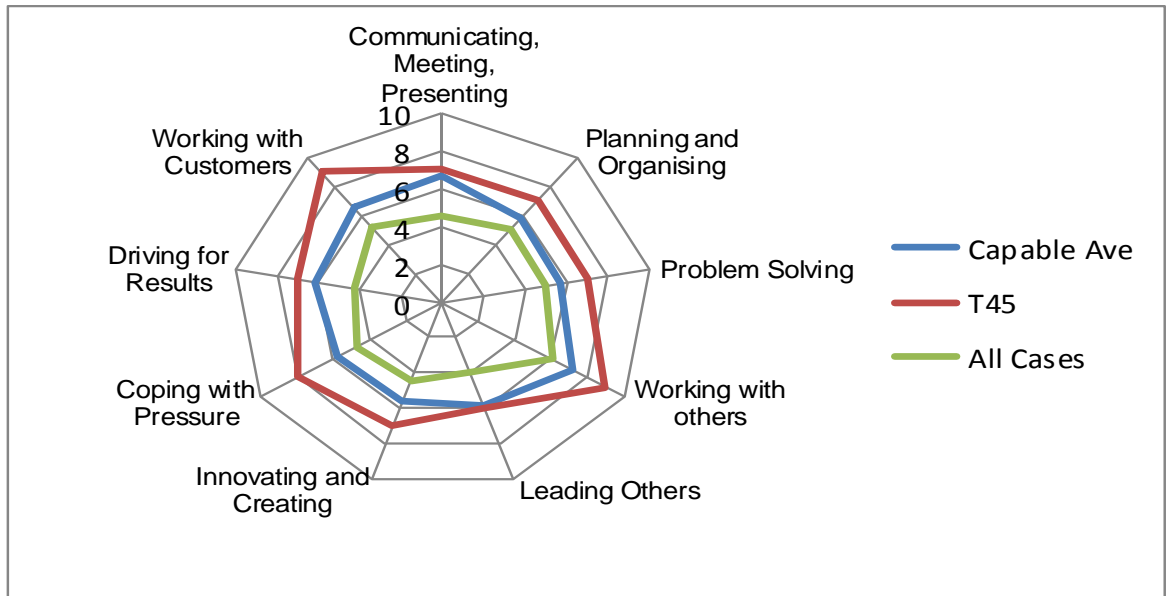 Communicating,
Meeting,
Presenting
10
8
6
4
2
0
Planning and
Organising
Problem Solving
Working with
others
Leading Others
Innovating and
Creating
Coping with
Pressure
Driving for
Results
Working with
Customers
Capable Ave
T45
All Cases